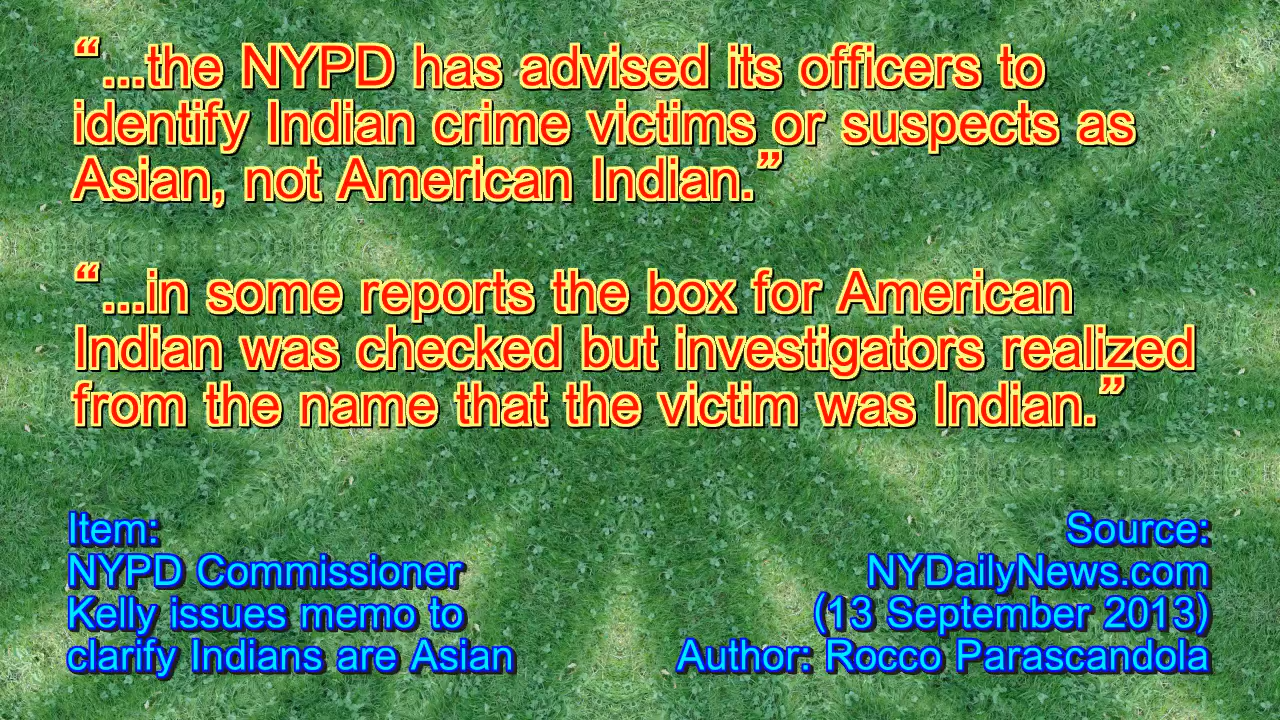 “...the NYPD has advised its officers to
identify Indian crime victims or suspects as
Asian, not American Indian.”
“...in some reports the box for American
Indian was checked but investigators realized
from the name that the victim was Indian.”
Item:
NYPD Commissioner
Kelly issues memo to
clarify Indians are Asian
Source:
NYDailyNews.com
(13 September 2013)
Author: Rocco Parascandola